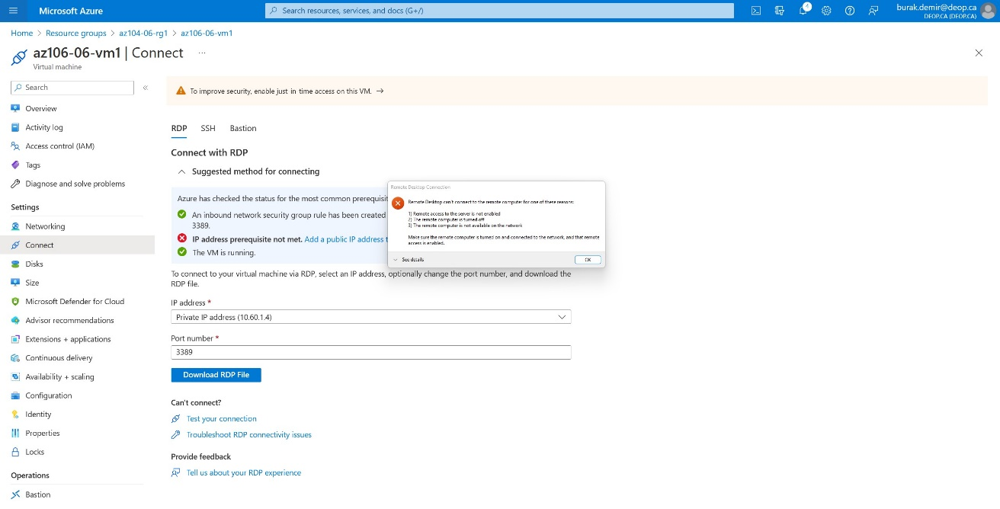 Microsoft Azure
Search resources, services, and docs (G+/)
4
burak.demir@deop.ca
DEOP.CA (DEOP.CA)
Home > Resource groups > az104-06-rg1 > az106-06-vm1
az106-06-vm1 | Connect ...
Virtual machine
Search
«
Overview
Activity log
Access control (IAM)
Tags
Diagnose and solve problems
Settings
Networking
Connect
Disks
Size
Microsoft Defender for Cloud
Advisor recommendations
Extensions + applications
Continuous delivery
Availability + scaling
Configuration
Identity
Properties
Locks
Operations
Bastion
To improve security, enable just-in-time access on this VM. →
RDP SSH Bastion
Connect with RDP
Suggested method for connecting
Azure has checked the status for the most common prerequisit
An inbound network security group rule has been created
3389.
IP address prerequisite not met. Add a public IP address
The VM is running.
To connect to your virtual machine via RDP, select an IP address, optionally change the port number, and download the
RDP file.
IP address *
Private IP address (10.60.1.4)
Port number *
3389
Download RDP File
Can't connect?
Test your connection
Troubleshoot RDP connectivity issues
Provide feedback
Tell us about your RDP experience
Remote Desktop Connection
Remote Desktop can't connect to the remote computer for one of these reasons:
1) Remote access to the server is not enabled
2) The remote computer is turned off
3) The remote computer is not available on the network
Make sure the remote computer is turned on and connected to the network, and that remote
access is enabled.
See details
OK